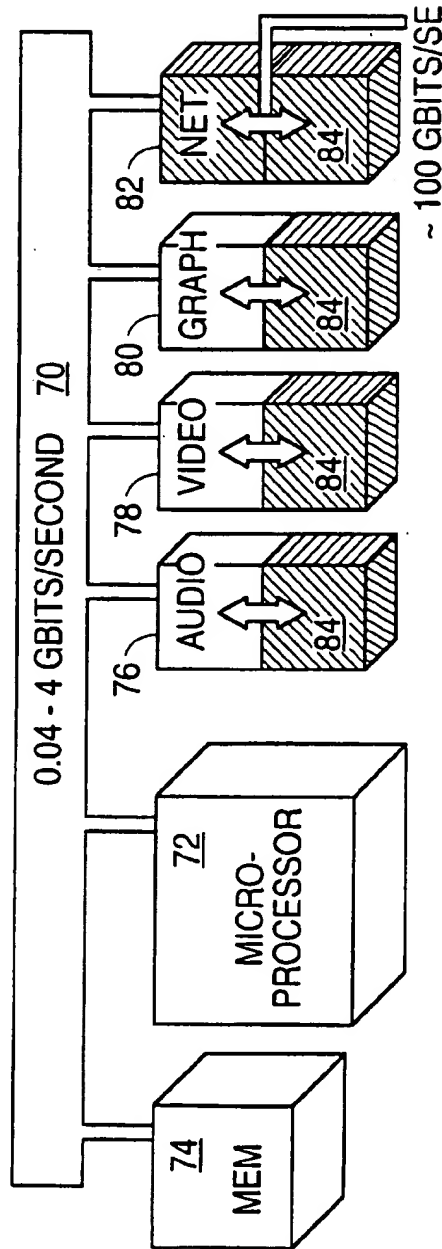 0.04 - 4 GBITS/SECOND 70
74
MEM
72
MICRO-
PROCESSOR
76
AUDIO
84
78
VIDEO
84
80
GRAPH
84
82
NET
84
~ 100 GBITS/SE